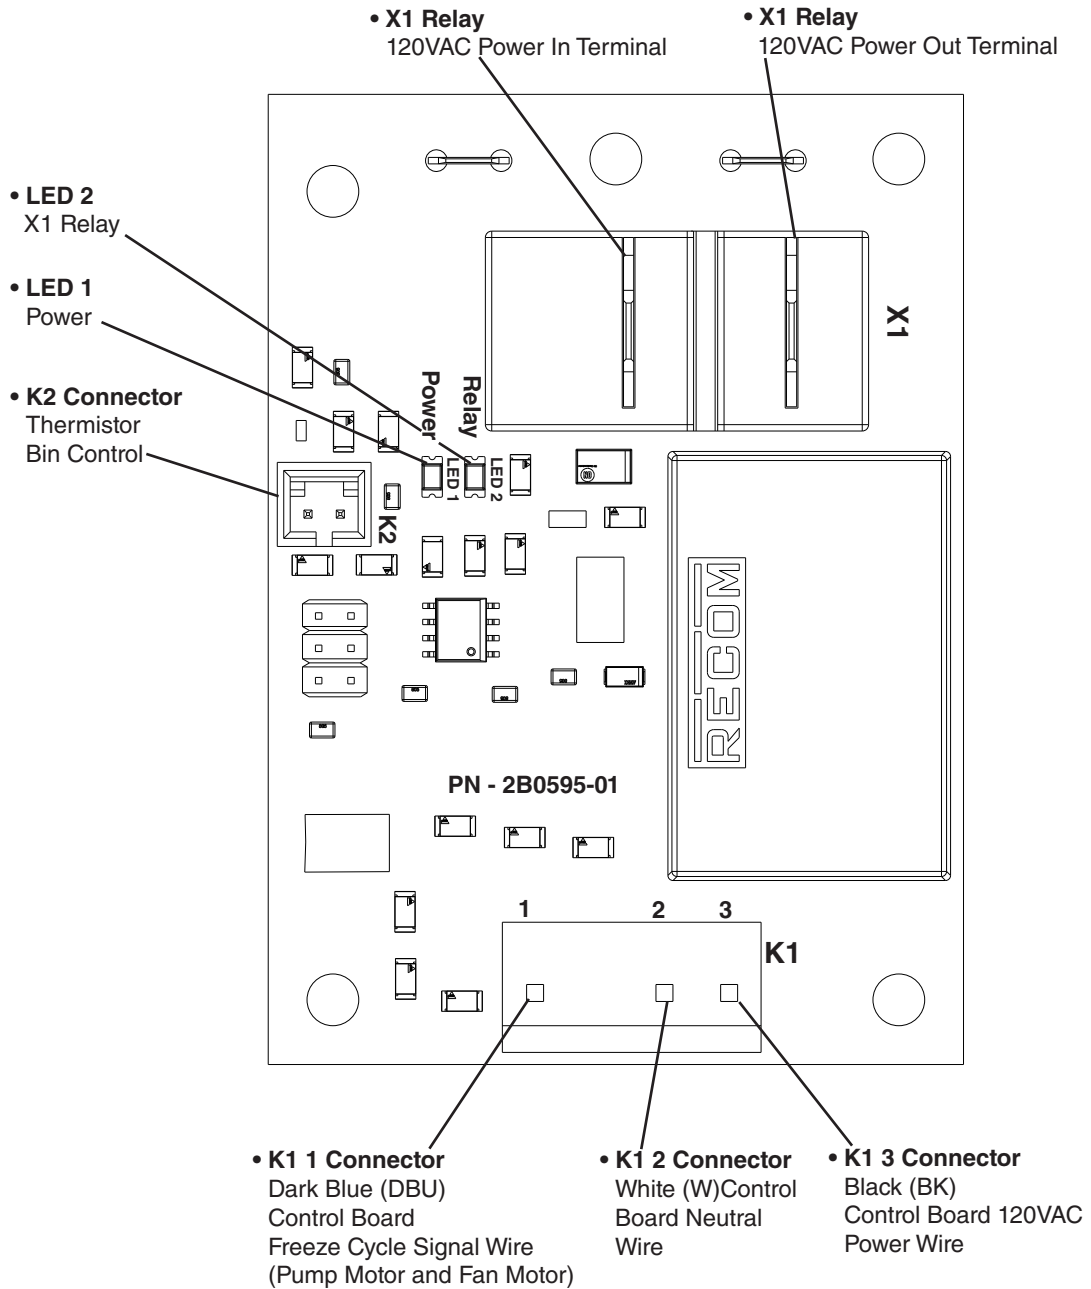 • X1 Relay
120VAC Power In Terminal
• X1 Relay
120VAC Power Out Terminal
• LED 2
X1 Relay
• LED 1
Power
• K2 Connector
Thermistor
Bin Control
X1
Power
Relay
LED 1
LED 2
K2
RECOM
PN - 2B0595-01
1 2 3
K1
• K1 1 Connector
Dark Blue (DBU)
Control Board
Freeze Cycle Signal Wire
(Pump Motor and Fan Motor)
• K1 2 Connector
White (W)Control
Board Neutral
Wire
• K1 3 Connector
Black (BK)
Control Board 120VAC
Power Wire